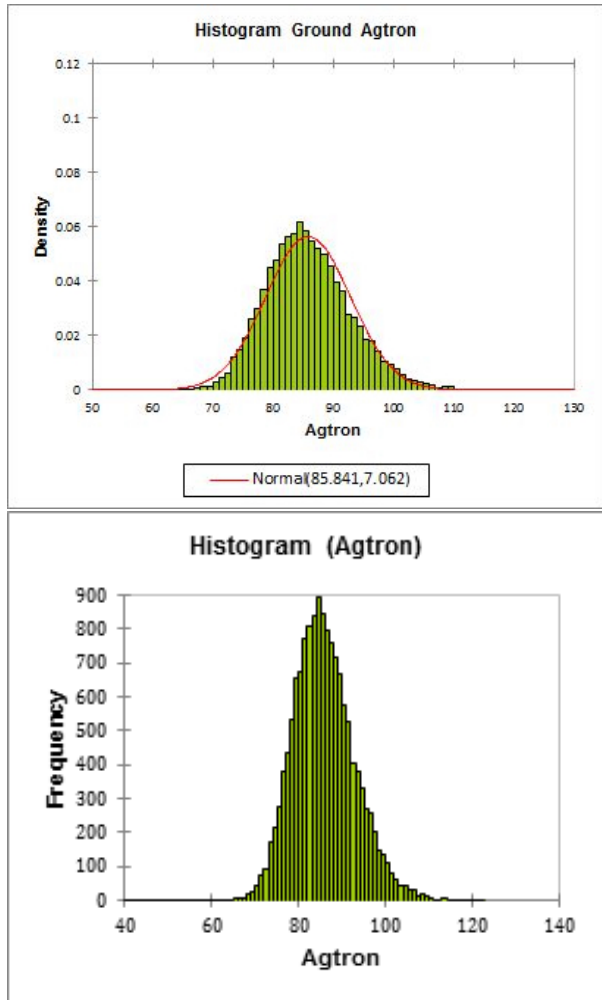 Histogram Ground Agtron
0.12
0.1
0.08
0.06
0.04
0.02
0
Density
50 60 70 80 90 100 110 120 130
Agtron
Normal(85.841,7.062)
Histogram (Agtron)
900
800
700
600
500
400
300
200
100
0
Frequency
40 60 80 100 120 140
Agtron